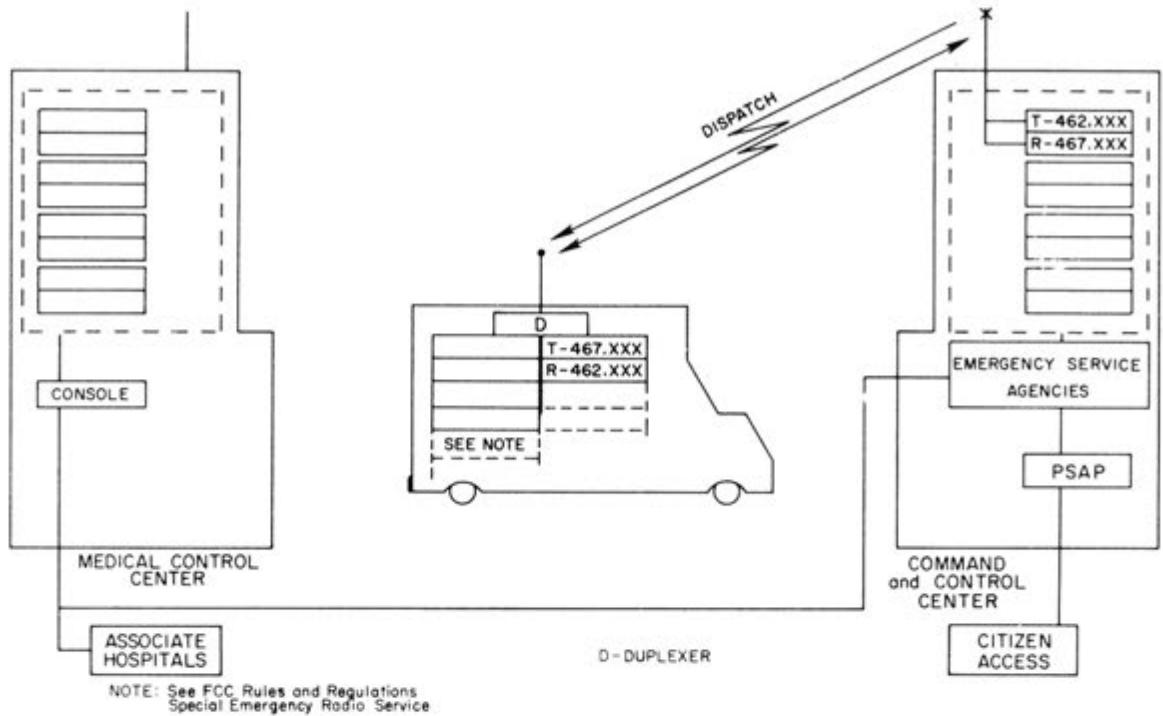 DISPATCH
T-462.XXX
R-467.XXX
D
T-467.XXX
R-462.XXX
SEE NOTE
CONSOLE
EMERGENCY SERVICE
AGENCIES
PSAP
MEDICAL CONTROL
CENTER
COMMAND
and CONTROL
CENTER
ASSOCIATE
HOSPITALS
D-DUPLEXER
CITIZEN
ACCESS
NOTE: See FCC Rules and Regulations
Special Emergency Radio Service